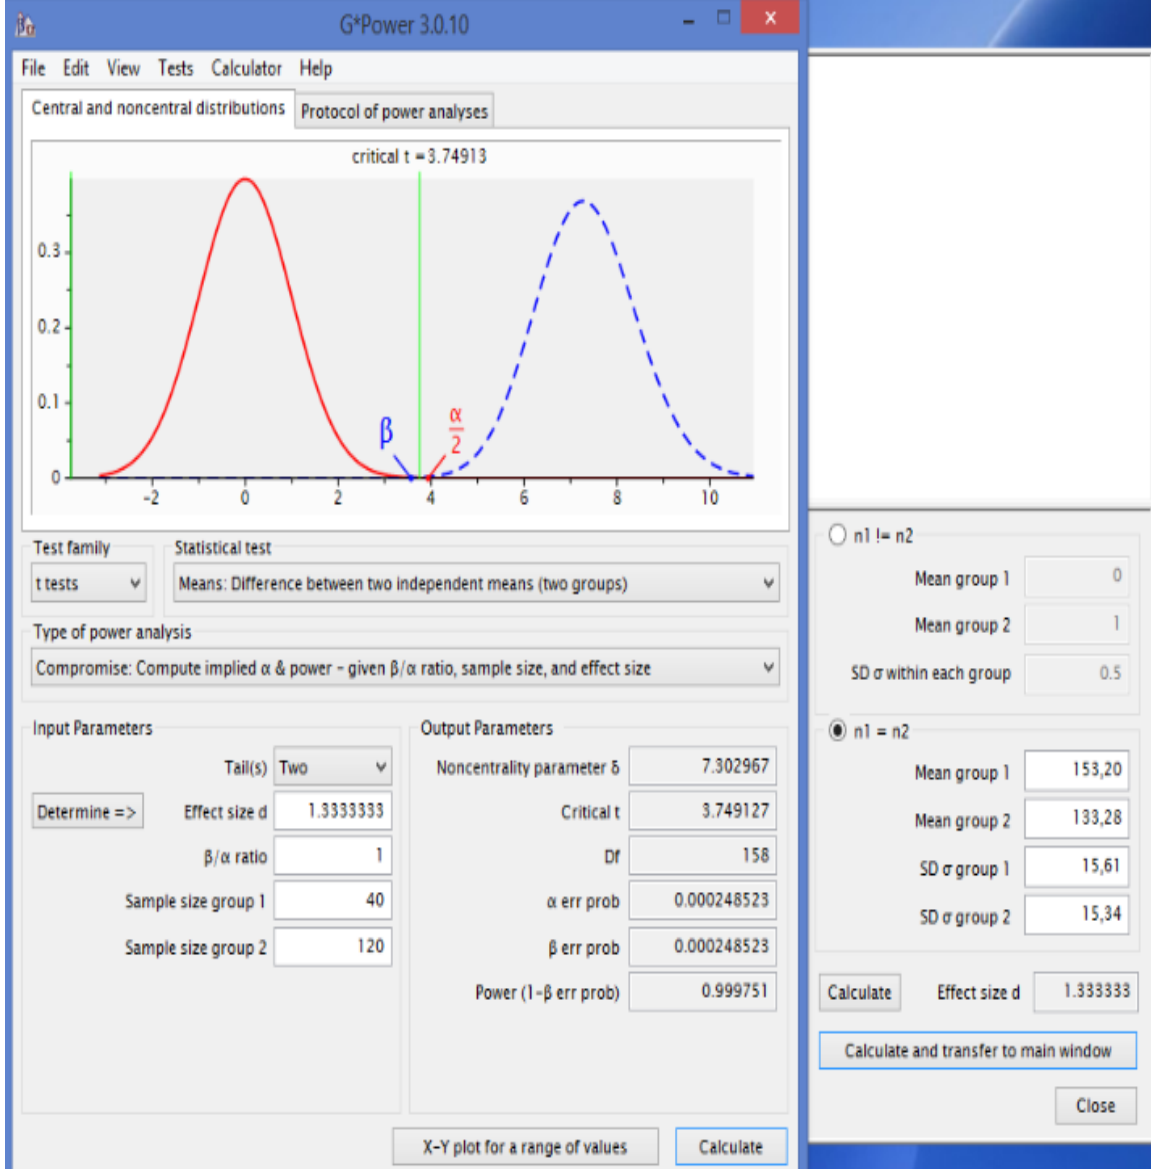 G*Power 3.0.10
File Edit View Tests Calculator Help
Central and noncentral distributions
Protocol of power analyses
critical t = 3.74913
0.3
0.2
0.1
0
β
α
2
-2 0 2 4 6 8 10
Test family
Statistical test
t tests
Means: Difference between two independent means (two groups)
Type of power analysis
Compromise: Compute implied α & power - given β/α ratio, sample size, and effect size
Input Parameters
Tail(s) Two
Determine => Effect size d 1.3333333
β/α ratio 1
Sample size group 1 40
Sample size group 2 120
Output Parameters
Noncentrality parameter δ 7.302967
Critical t 3.749127
Df 158
α err prob 0.000248523
β err prob 0.000248523
Power (1-β err prob) 0.999751
X-Y plot for a range of values
Calculate
n1 != n2
Mean group 1 0
Mean group 2 1
SD σ within each group 0.5
n1 = n2
Mean group 1 153,20
Mean group 2 133,28
SD σ group 1 15,61
SD σ group 2 15,34
Calculate Effect size d 1.333333
Calculate and transfer to main window
Close